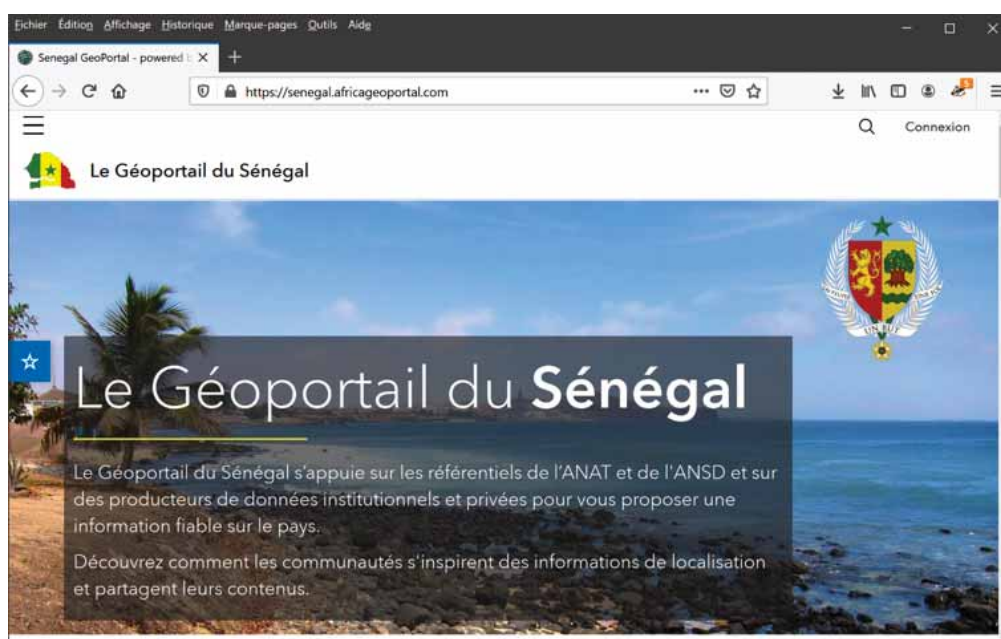 Fichier Édition Affichage Historique Marque-pages Outils Aide
Senegal GeoPortal - powered
https://senegal.africageoportal.com
Connexion
Le Géoportail du Sénégal
UN BUT
Le Géoportail du Sénégal
Le Géoportail du Sénégal s'appuie sur les référentiels de l'ANAT et de l'ANSD et sur
des producteurs de données institutionnels et privées pour vous proposer une
information fiable sur le pays.
Découvrez comment les communautés s'inspirent des informations de localisation
et partagent leurs contenus.